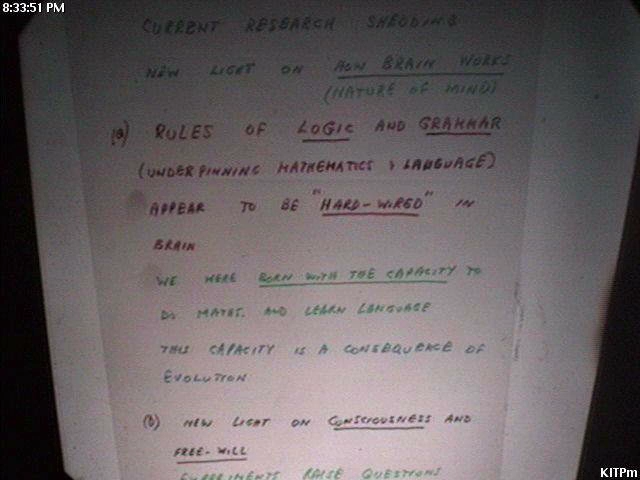 8:33:51 PM
CURRENT RESEARCH SHEDDING
NEW LIGHT ON HOW BRAIN WORKS
(NATURE OF MIND)
(a) RULES OF LOGIC AND GRAMMAR
(UNDERPINNING MATHEMATICS & LANGUAGE)
APPEAR TO BE "HARD-WIRED" IN
BRAIN
WE WERE BORN WITH THE CAPACITY TO
DO MATHS. AND LEARN LANGUAGE
THIS CAPACITY IS A CONSEQUENCE OF
EVOLUTION
(b) NEW LIGHT ON CONSCIOUSNESS AND
FREE-WILL
EXPERIMENTS RAISE QUESTIONS
KITPm